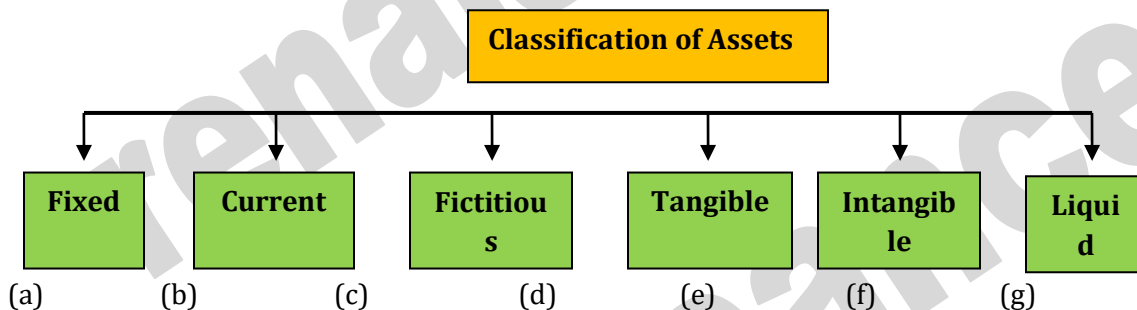 Classification of Assets
Fixed
Current
Fictitiou
s
Tangible
Intangib
le
Liqui
d
(a) (b) (c) (d) (e) (f) (g)